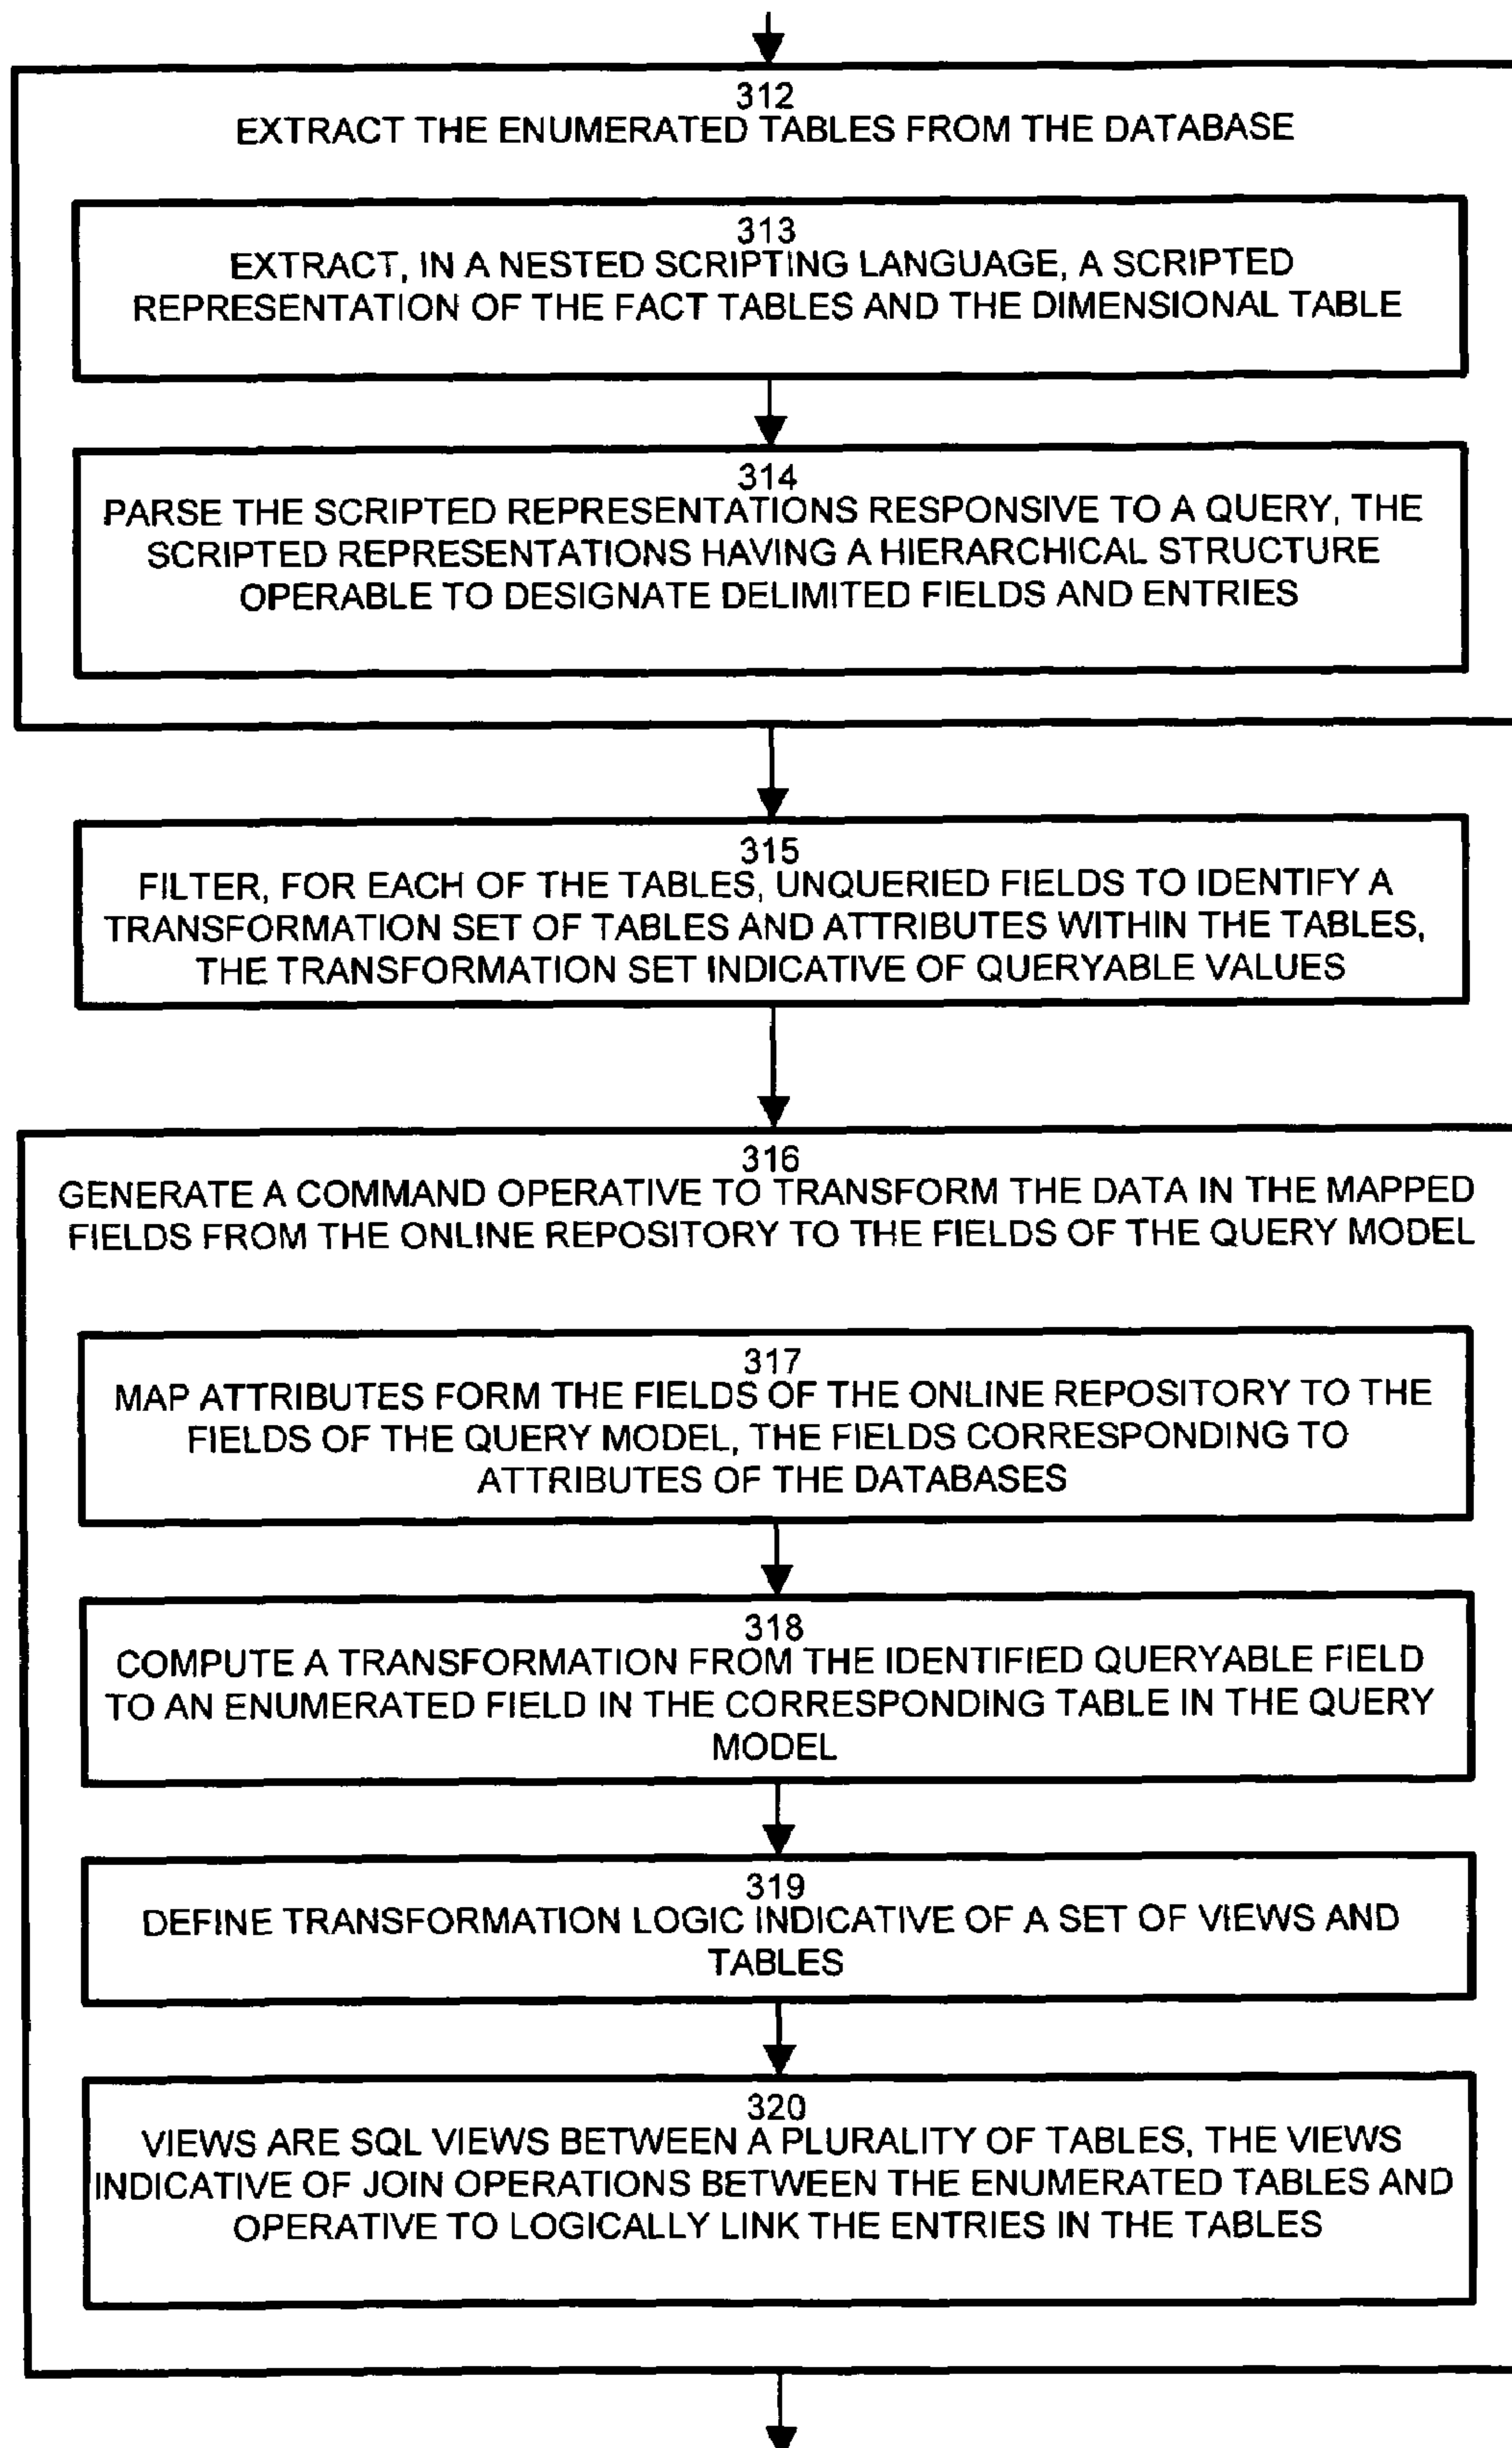 312
EXTRACT THE ENUMERATED TABLES FROM THE DATABASE
313
EXTRACT, IN A NESTED SCRIPTING LANGUAGE, A SCRIPTED
REPRESENTATION OF THE FACT TABLES AND THE DIMENSIONAL TABLE
314
PARSE THE SCRIPTED REPRESENTATIONS RESPONSIVE TO A QUERY, THE
SCRIPTED REPRESENTATIONS HAVING A HIERARCHICAL STRUCTURE
OPERABLE TO DESIGNATE DELIMITED FIELDS AND ENTRIES
315
FILTER, FOR EACH OF THE TABLES, UNQUERIED FIELDS TO IDENTIFY A
TRANSFORMATION SET OF TABLES AND ATTRIBUTES WITHIN THE TABLES,
THE TRANSFORMATION SET INDICATIVE OF QUERYABLE VALUES
316
GENERATE A COMMAND OPERATIVE TO TRANSFORM THE DATA IN THE MAPPED
FIELDS FROM THE ONLINE REPOSITORY TO THE FIELDS OF THE QUERY MODEL
317
MAP ATTRIBUTES FORM THE FIELDS OF THE ONLINE REPOSITORY TO THE
FIELDS OF THE QUERY MODEL, THE FIELDS CORRESPONDING TO
ATTRIBUTES OF THE DATABASES
318
COMPUTE A TRANSFORMATION FROM THE IDENTIFIED QUERYABLE FIELD
TO AN ENUMERATED FIELD IN THE CORRESPONDING TABLE IN THE QUERY
MODEL
319
DEFINE TRANSFORMATION LOGIC INDICATIVE OF A SET OF VIEWS AND
TABLES
320
VIEWS ARE SQL VIEWS BETWEEN A PLURALITY OF TABLES, THE VIEWS
INDICATIVE OF JOIN OPERATIONS BETWEEN THE ENUMERATED TABLES AND
OPERATIVE TO LOGICALLY LINK THE ENTRIES IN THE TABLES